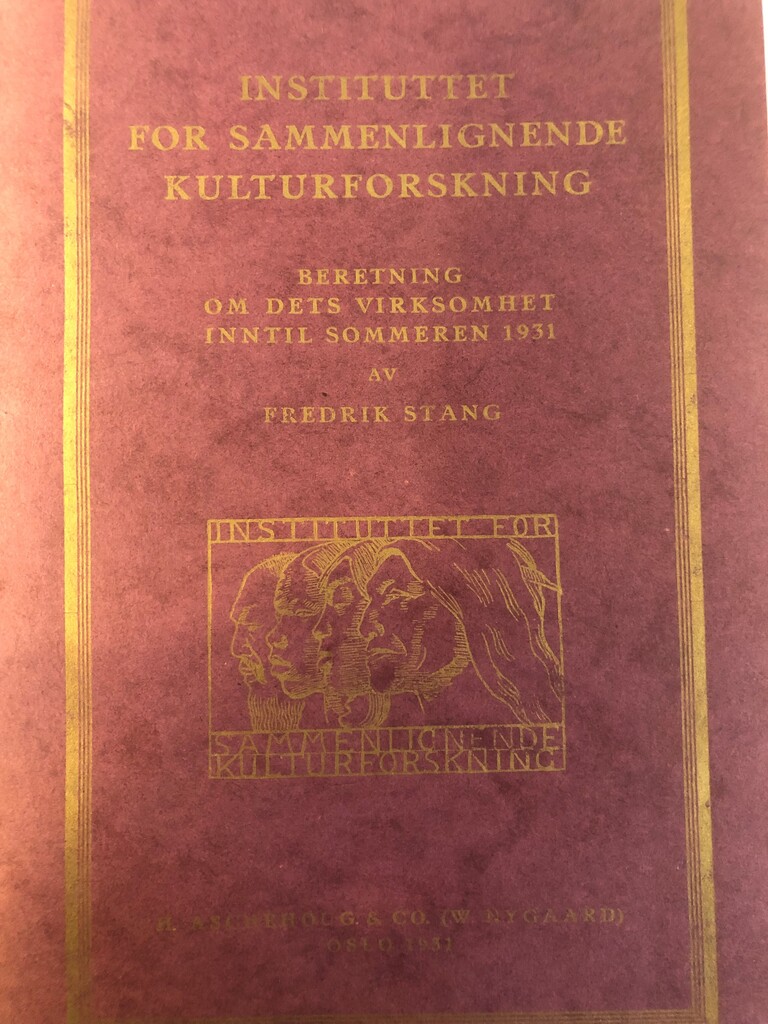 INSTITUTTET
FOR SAMMENLIGNENDE
KULTURFORSKNING
BERETNING
OM DETS VIRKSOMHET
INNTIL SOMMEREN 1931
AV
FREDRIK STANG
INSTITUTTET FOR
SAMMENLIGNENDE
KULTURFORSKNING
H. ASCHEHOUG & CO. (W. NYGAARD)
OSLO 1931